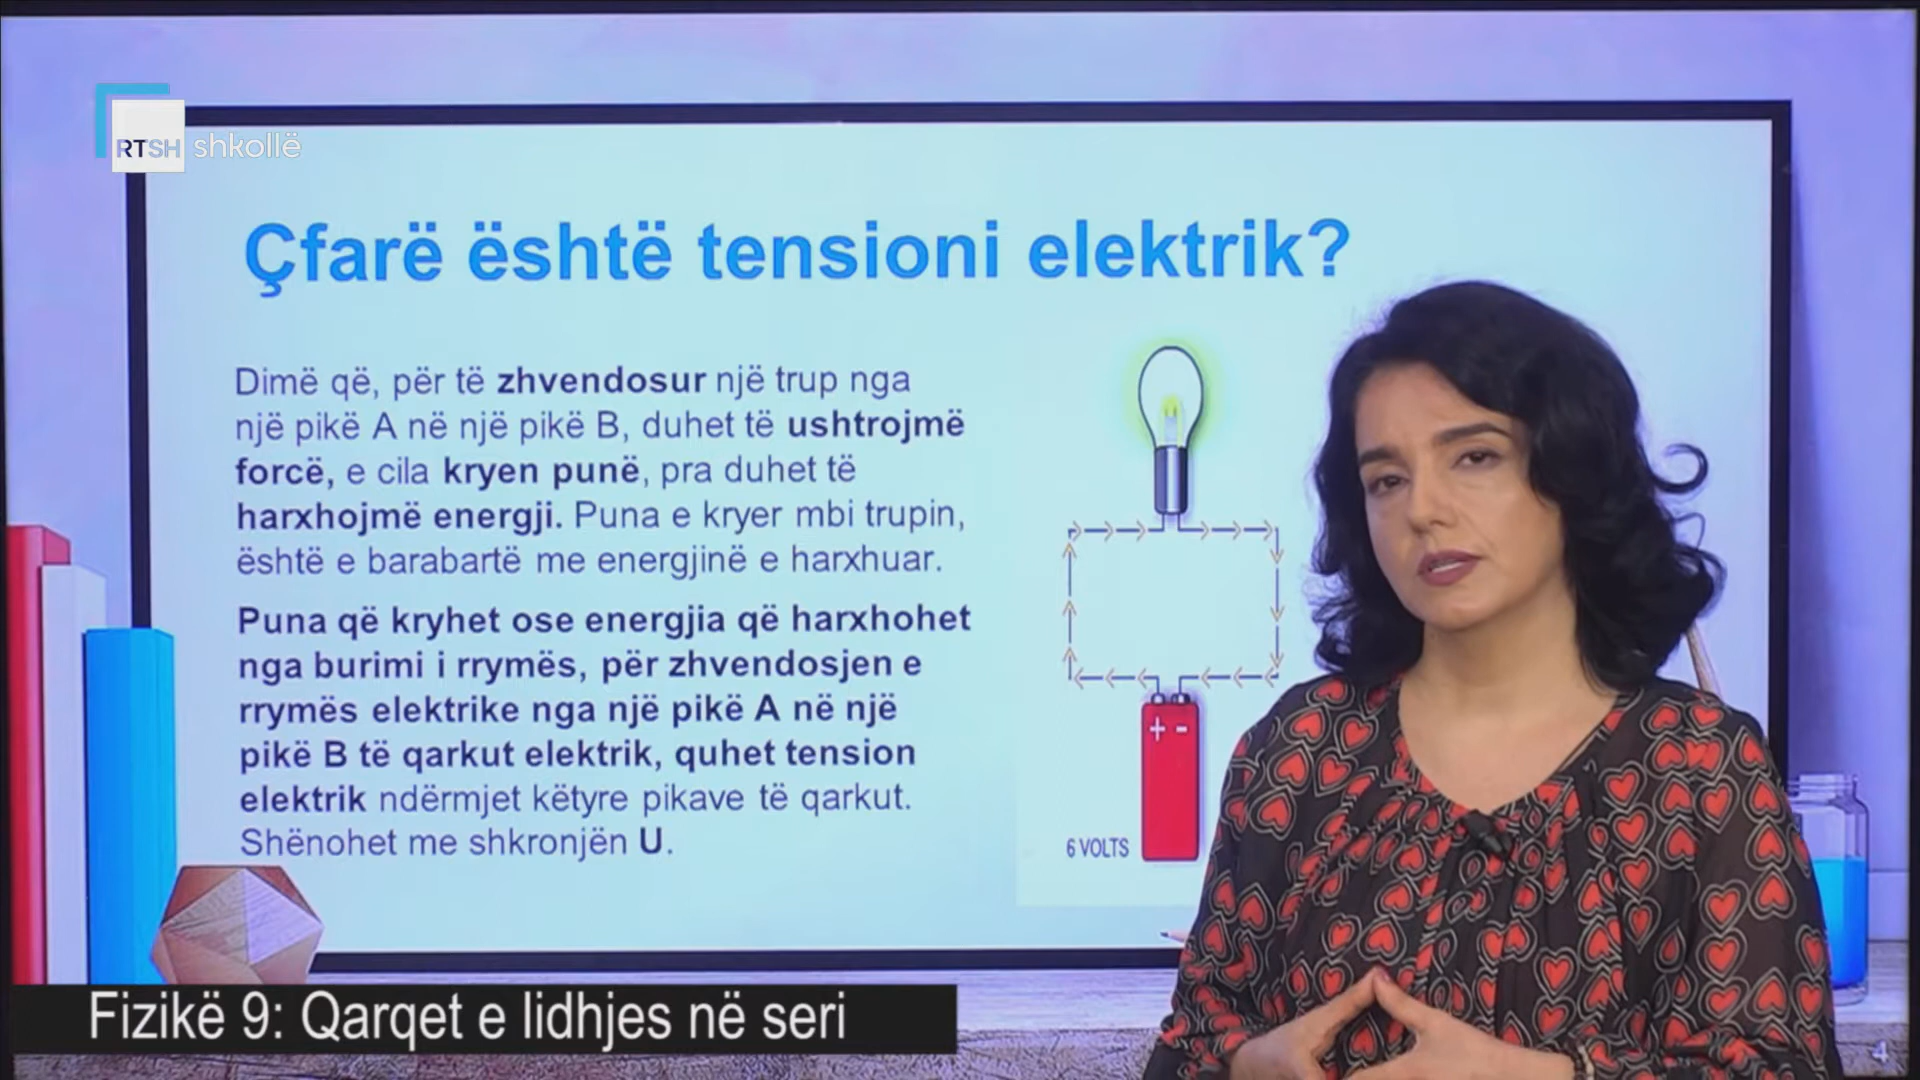 RTSH shkollë
Çfarë është tensioni elektrik?
Dimë që, për të zhvendosur një trup nga
një pikë A në një pikë B, duhet të ushtrojmë
forcë, e cila kryen punë, pra duhet të
harxhojmë energji. Puna e kryer mbi trupin,
është e barabartë me energjinë e harxhuar.
Puna që kryhet ose energjia që harxhohet
nga burimi i rrymës, për zhvendosjen e
rrymës elektrike nga një pikë A në një
pikë B të qarkut elektrik, quhet tension
elektrik ndërmjet këtyre pikave të qarkut.
Shënohet me shkronjën U.
+ -
6 VOLTS
Fizikë 9: Qarqet e lidhjes në seri
4